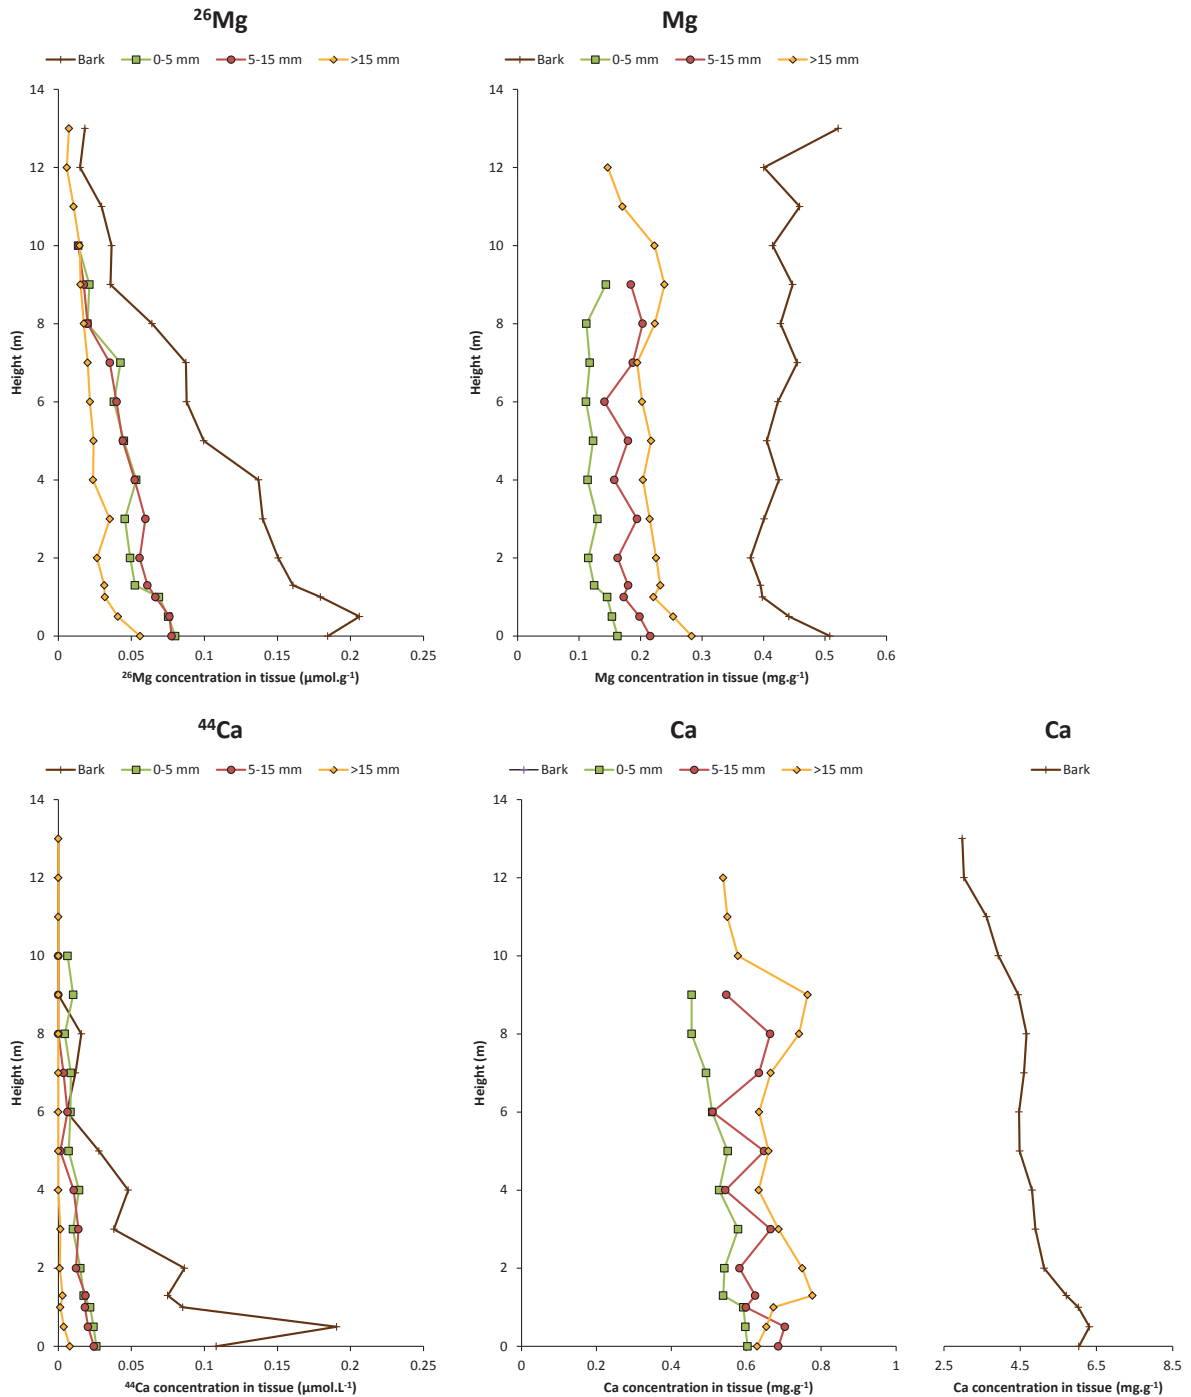 ²⁶Mg
Bark 0-5 mm 5-15 mm >15 mm
14
12
10
8
6
4
2
0
Height (m)
0 0.05 0.1 0.15 0.2 0.25
²⁶Mg concentration in tissue (µmol.g⁻¹)
Mg
Bark 0-5 mm 5-15 mm >15 mm
14
12
10
8
6
4
2
0
Height (m)
0 0.1 0.2 0.3 0.4 0.5 0.6
Mg concentration in tissue (mg.g⁻¹)
⁴⁴Ca
Bark 0-5 mm 5-15 mm >15 mm
14
12
10
8
6
4
2
0
Height (m)
0 0.05 0.1 0.15 0.2 0.25
⁴⁴Ca concentration in tissue (µmol.L⁻¹)
Ca
Bark 0-5 mm 5-15 mm >15 mm
14
12
10
8
6
4
2
0
Height (m)
0 0.2 0.4 0.6 0.8 1
Ca concentration in tissue (mg.g⁻¹)
Ca
Bark
2.5 4.5 6.5 8.5
Ca concentration in tissue (mg.g⁻¹)